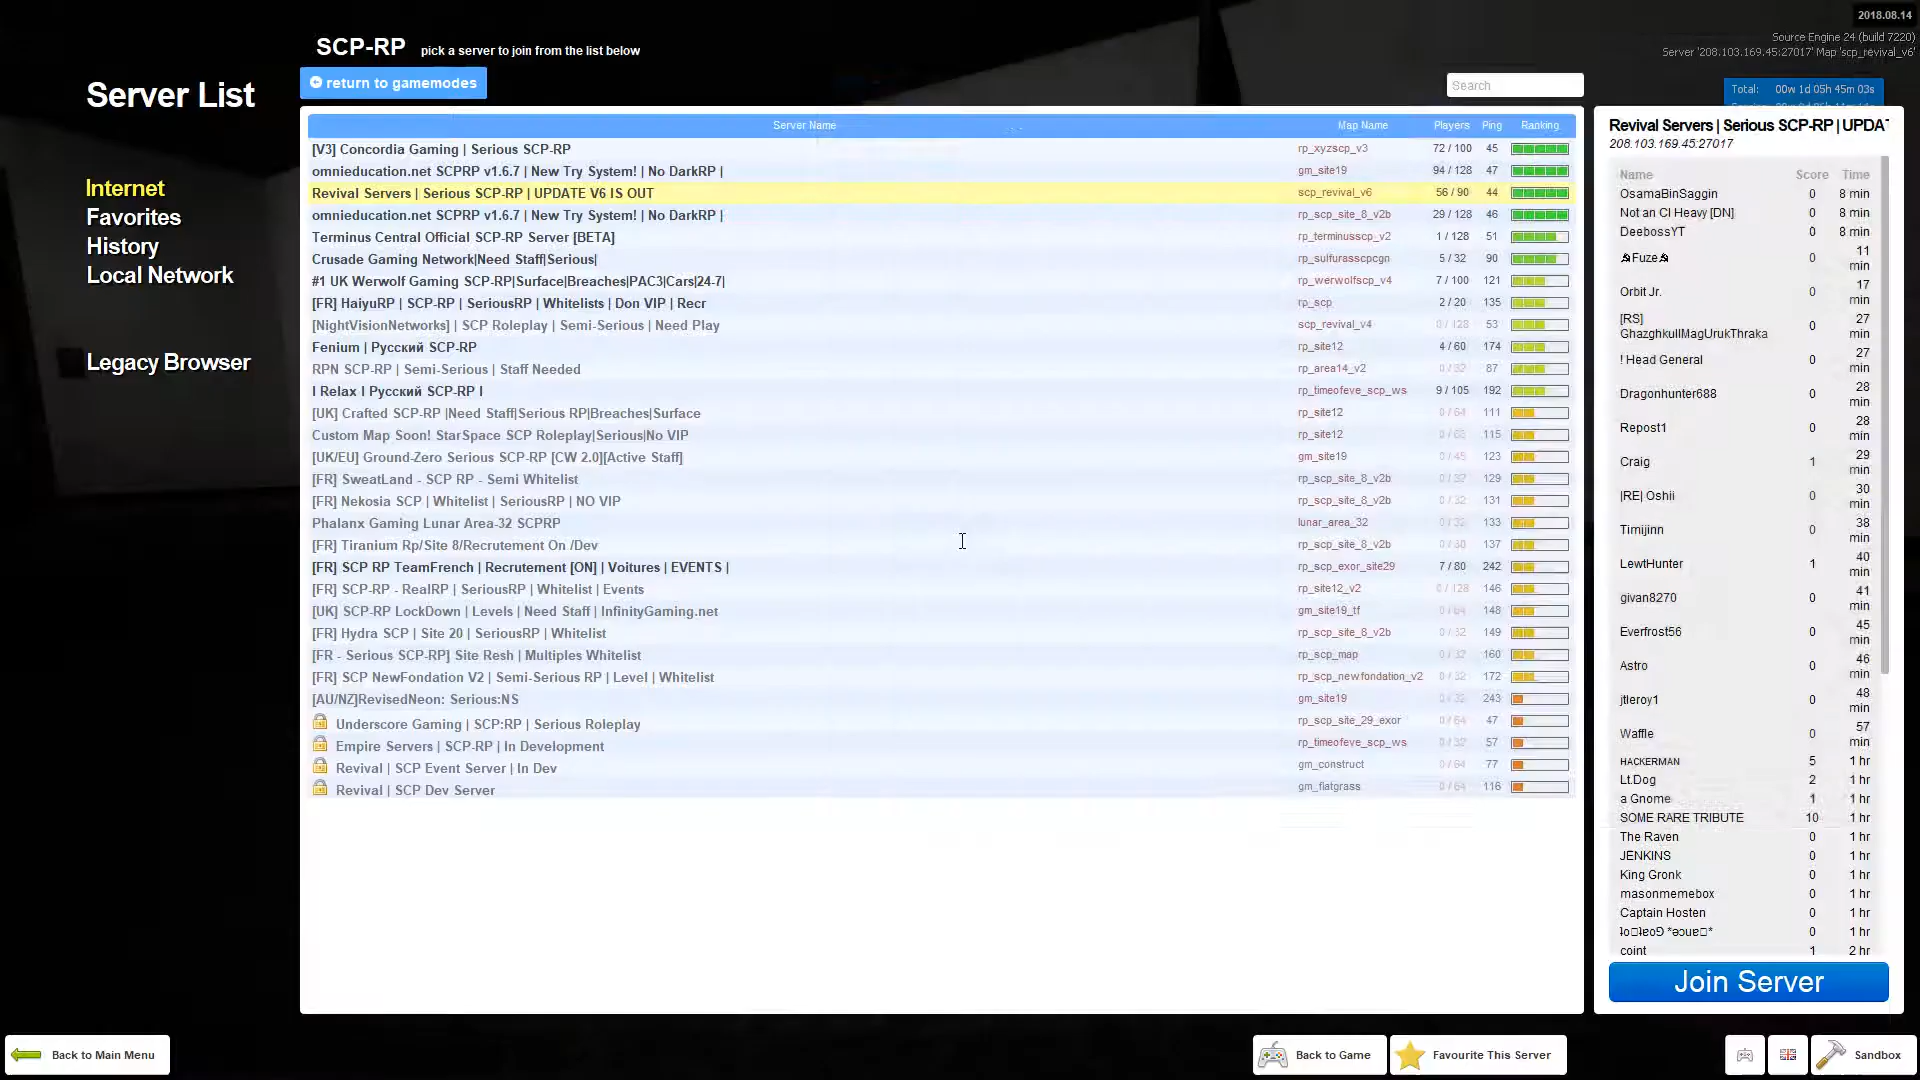 2018.08.14
Source Engine 24 (build 7220)
Server '208.103.169.45:27017' Map 'scp_revival_v6'
SCP-RP pick a server to join from the list below
return to gamemodes
Search
Total: 00w 1d 05h 45m 03s
Server List
Internet
Favorites
History
Local Network
Legacy Browser
Server Name Map Name Players Ping Ranking
[V3] Concordia Gaming | Serious SCP-RP rp_xyzscp_v3 72 / 100 45
omnieducation.net SCPRP v1.6.7 | New Try System! | No DarkRP | gm_site19 94 / 128 47
Revival Servers | Serious SCP-RP | UPDATE V6 IS OUT scp_revival_v6 56 / 90 44
omnieducation.net SCPRP v1.6.7 | New Try System! | No DarkRP | rp_scp_site_8_v2b 29 / 128 46
Terminus Central Official SCP-RP Server [BETA] rp_terminusscp_v2 1 / 128 51
Crusade Gaming Network|Need Staff|Serious| rp_sulfurasscpcgn 5 / 32 90
#1 UK Werwolf Gaming SCP-RP|Surface|Breaches|PAC3|Cars|24-7| rp_werwolfscp_v4 7 / 100 121
[FR] HaiyuRP | SCP-RP | SeriousRP | Whitelists | Don VIP | Recr rp_scp 2 / 20 135
[NightVisionNetworks] | SCP Roleplay | Semi-Serious | Need Play scp_revival_v4 0 / 128 53
Fenium | Русский SCP-RP rp_site12 4 / 60 174
RPN SCP-RP | Semi-Serious | Staff Needed rp_area14_v2 0 / 32 87
I Relax I Русский SCP-RP I rp_timofeve_scp_ws 9 / 105 192
[UK] Crafted SCP-RP |Need Staff|Serious RP|Breaches|Surface rp_site12 0 / 64 111
Custom Map Soon! StarSpace SCP Roleplay|Serious|No VIP rp_site12 115
[UK/EU] Ground-Zero Serious SCP-RP [CW 2.0][Active Staff] gm_site19 0 / 45 123
[FR] SweatLand - SCP RP - Semi Whitelist rp_scp_site_8_v2b 0 / 32 129
[FR] Nekosia SCP | Whitelist | SeriousRP | NO VIP rp_scp_site_8_v2b 0 / 32 131
Phalanx Gaming Lunar Area-32 SCPRP lunar_area_32 0 / 32 133
[FR] Tiranium Rp/Site 8/Recrutement On /Dev rp_scp_site_8_v2b 137
[FR] SCP RP TeamFrench | Recrutement [ON] | Voitures | EVENTS | rp_scp_exor_site29 7 / 80 242
[FR] SCP-RP - RealRP | SeriousRP | Whitelist | Events rp_site12_v2 0 / 128 146
[UK] SCP-RP LockDown | Levels | Need Staff | InfinityGaming.net gm_site19_tf 0 / 64 148
[FR] Hydra SCP | Site 20 | SeriousRP | Whitelist rp_scp_site_8_v2b 0 / 32 149
[FR - Serious SCP-RP] Site Resh | Multiples Whitelist rp_scp_map 0 / 32 160
[FR] SCP NewFondation V2 | Semi-Serious RP | Level | Whitelist rp_scp_newfondation_v2 0 / 32 172
[AU/NZ]RevisedNeon: Serious:NS gm_site19 0 / 32 243
Underscore Gaming | SCP:RP | Serious Roleplay rp_scp_site_29_exor 0 / 64 47
Empire Servers | SCP-RP | In Development rp_timeofeve_scp_ws 0 / 32 57
Revival | SCP Event Server | In Dev gm_construct 0 / 64 77
Revival | SCP Dev Server gm_flatgrass 0 / 64 116
Revival Servers | Serious SCP-RP | UPDAT
208.103.169.45:27017
Name Score Time
OsamaBinSaggin 0 8 min
Not an CI Heavy [DN] 0 8 min
DeebossYT 0 8 min
Fuze 0 11 min
Orbit Jr. 0 17 min
[RS] GhazghkullMagUrukThraka 0 27 min
! Head General 0 27 min
Dragonhunter688 0 28 min
Repost1 0 28 min
Craig 1 29 min
|RE| Oshii 0 30 min
Timijinn 0 38 min
LewtHunter 1 40 min
givan8270 0 41 min
Everfrost56 0 45 min
Astro 0 46 min
jtleroy1 0 48 min
Waffle 0 57 min
HACKERMAN 5 1 hr
Lt.Dog 2 1 hr
a Gnome 1 1 hr
SOME RARE TRIBUTE 10 1 hr
The Raven 0 1 hr
JENKINS 0 1 hr
King Gronk 0 1 hr
masonmemebox 0 1 hr
Captain Hosten 0 1 hr
0 1 hr
coint 1 2 hr
Join Server
Back to Main Menu
Back to Game
Favourite This Server
Sandbox